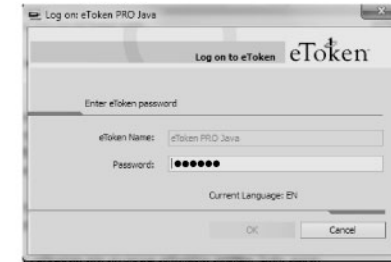 Log on: eToken PRO Java
Log on to eToken eToken
Enter eToken password
eToken Name: eToken PRO Java
Password: ●●●●●●
Current Language: EN
OK Cancel